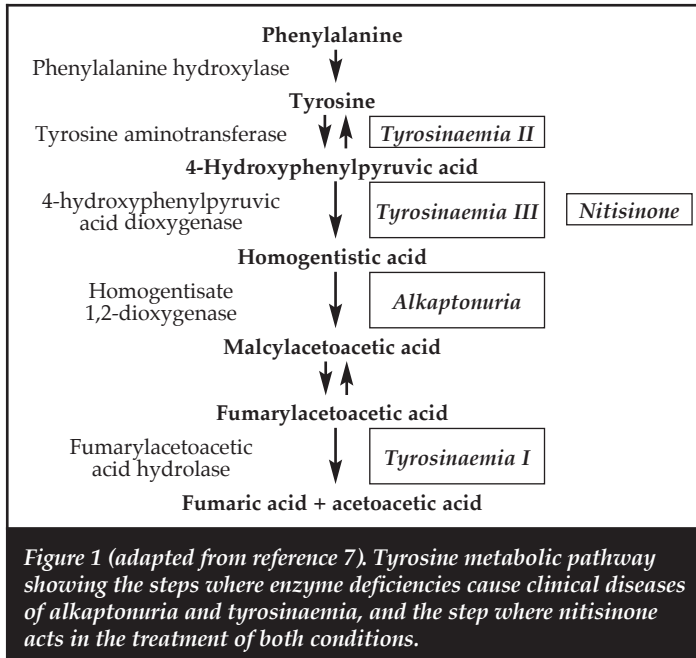 Phenylalanine
Phenylalanine hydroxylase
Tyrosine
Tyrosine aminotransferase
Tyrosinaemia II
4-Hydroxyphenylpyruvic acid
4-hydroxyphenylpyruvic
acid dioxygenase
Tyrosinaemia III
Nitisinone
Homogentistic acid
Homogentisate
1,2-dioxygenase
Alkaptonuria
Malcylacetoacetic acid
Fumarylacetoacetic acid
Fumarylacetoacetic
acid hydrolase
Tyrosinaemia I
Fumaric acid + acetoacetic acid
Figure 1 (adapted from reference 7). Tyrosine metabolic pathway
showing the steps where enzyme deficiencies cause clinical diseases
of alkaptonuria and tyrosinaemia, and the step where nitisinone
acts in the treatment of both conditions.